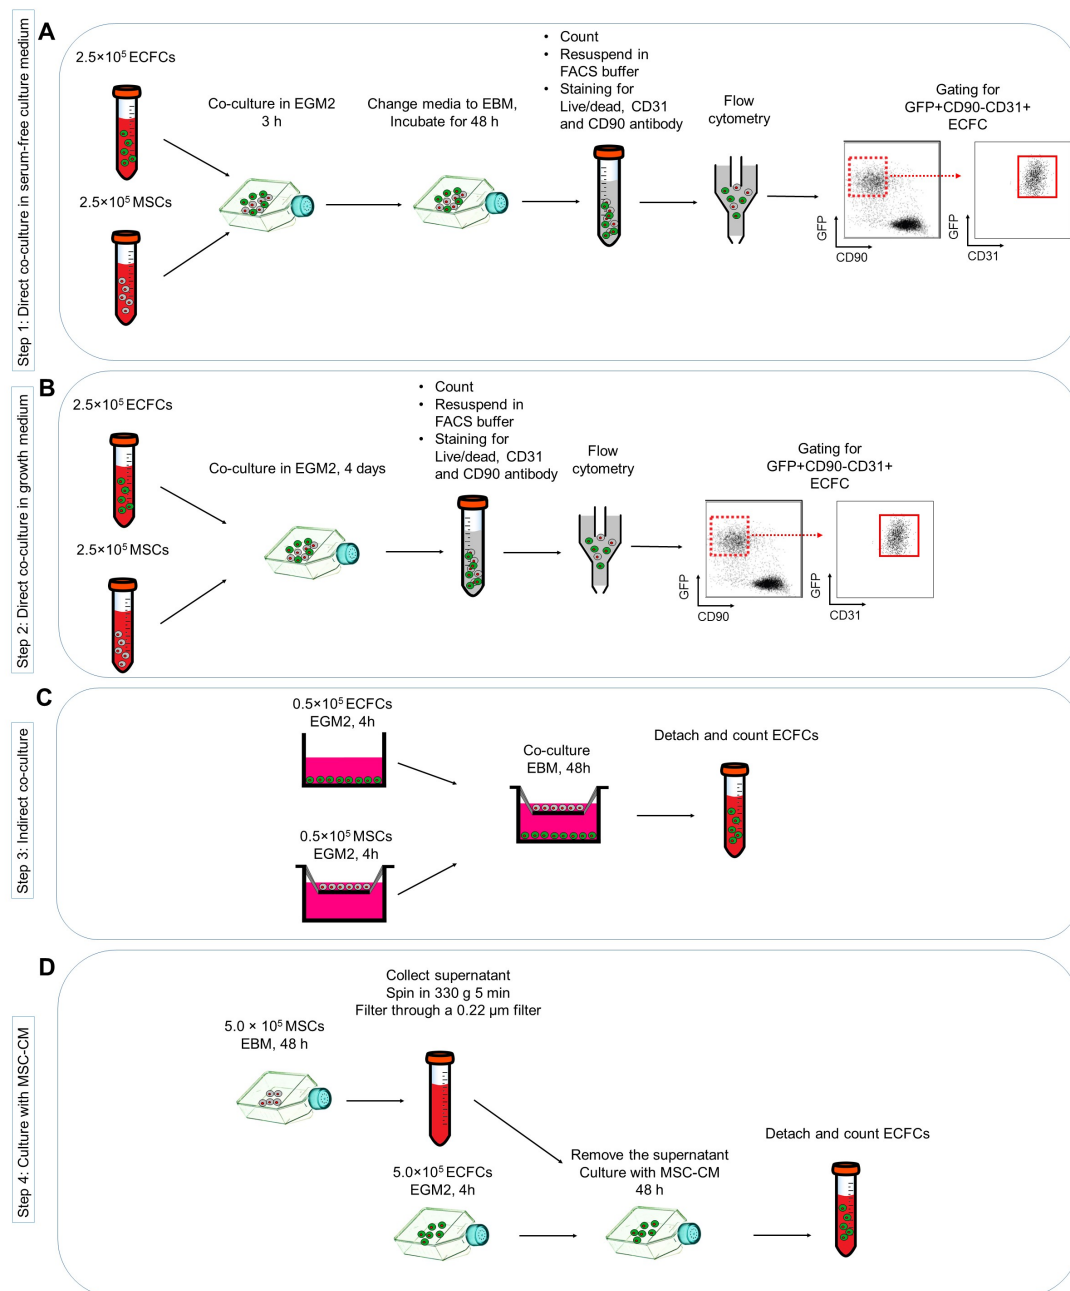 Step 1: Direct co-culture in serum-free culture medium
A
2.5×10⁵ ECFCs
2.5×10⁵ MSCs
Co-culture in EGM2
3 h
Change media to EBM,
Incubate for 48 h
• Count
• Resuspend in
FACS buffer
• Staining for
Live/dead, CD31
and CD90 antibody
Flow
cytometry
Gating for
GFP+CD90-CD31+
ECFC
GFP
CD90
GFP
CD31
Step 2: Direct co-culture in growth medium
B
2.5×10⁵ ECFCs
2.5×10⁵ MSCs
Co-culture in EGM2, 4 days
• Count
• Resuspend in
FACS buffer
• Staining for
Live/dead, CD31
and CD90 antibody
Flow
cytometry
Gating for
GFP+CD90-CD31+
ECFC
GFP
CD90
GFP
CD31
Step 3: Indirect co-culture
C
0.5×10⁵ ECFCs
EGM2, 4h
0.5×10⁵ MSCs
EGM2, 4h
Co-culture
EBM, 48h
Detach and count ECFCs
Step 4: Culture with MSC-CM
D
5.0 × 10⁵ MSCs
EBM, 48 h
Collect supernatant
Spin in 330 g 5 min
Filter through a 0.22 μm filter
5.0×10⁵ ECFCs
EGM2, 4h
Remove the supernatant
Culture with MSC-CM
48 h
Detach and count ECFCs